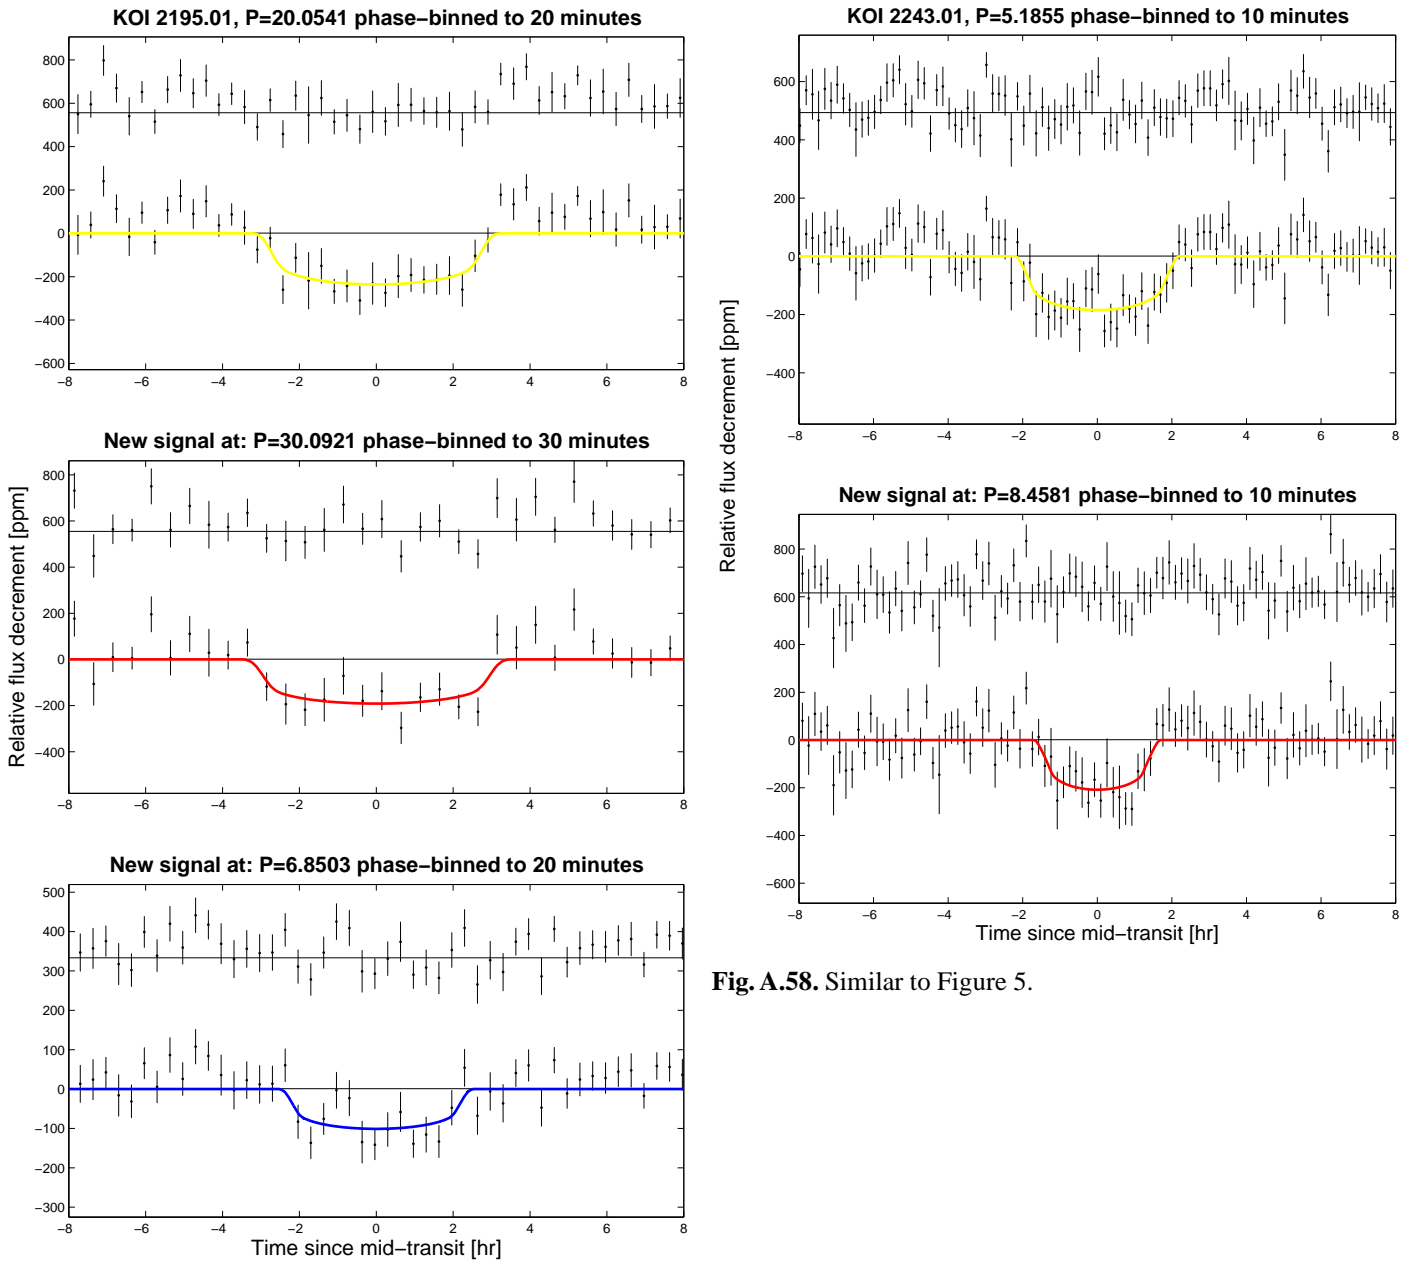 KOI 2195.01, P=20.0541 phase−binned to 20 minutes
800
600
400
200
0
−200
−400
−600
−8 −6 −4 −2 0 2 4 6 8
New signal at: P=30.0921 phase−binned to 30 minutes
800
600
400
200
0
−200
−400
−8 −6 −4 −2 0 2 4 6 8
Relative flux decrement [ppm]
New signal at: P=6.8503 phase−binned to 20 minutes
500
400
300
200
100
0
−100
−200
−300
−8 −6 −4 −2 0 2 4 6 8
Time since mid−transit [hr]
KOI 2243.01, P=5.1855 phase−binned to 10 minutes
600
400
200
0
−200
−400
−8 −6 −4 −2 0 2 4 6 8
Relative flux decrement [ppm]
New signal at: P=8.4581 phase−binned to 10 minutes
800
600
400
200
0
−200
−400
−600
−8 −6 −4 −2 0 2 4 6 8
Time since mid−transit [hr]
Fig. A.58. Similar to Figure 5.